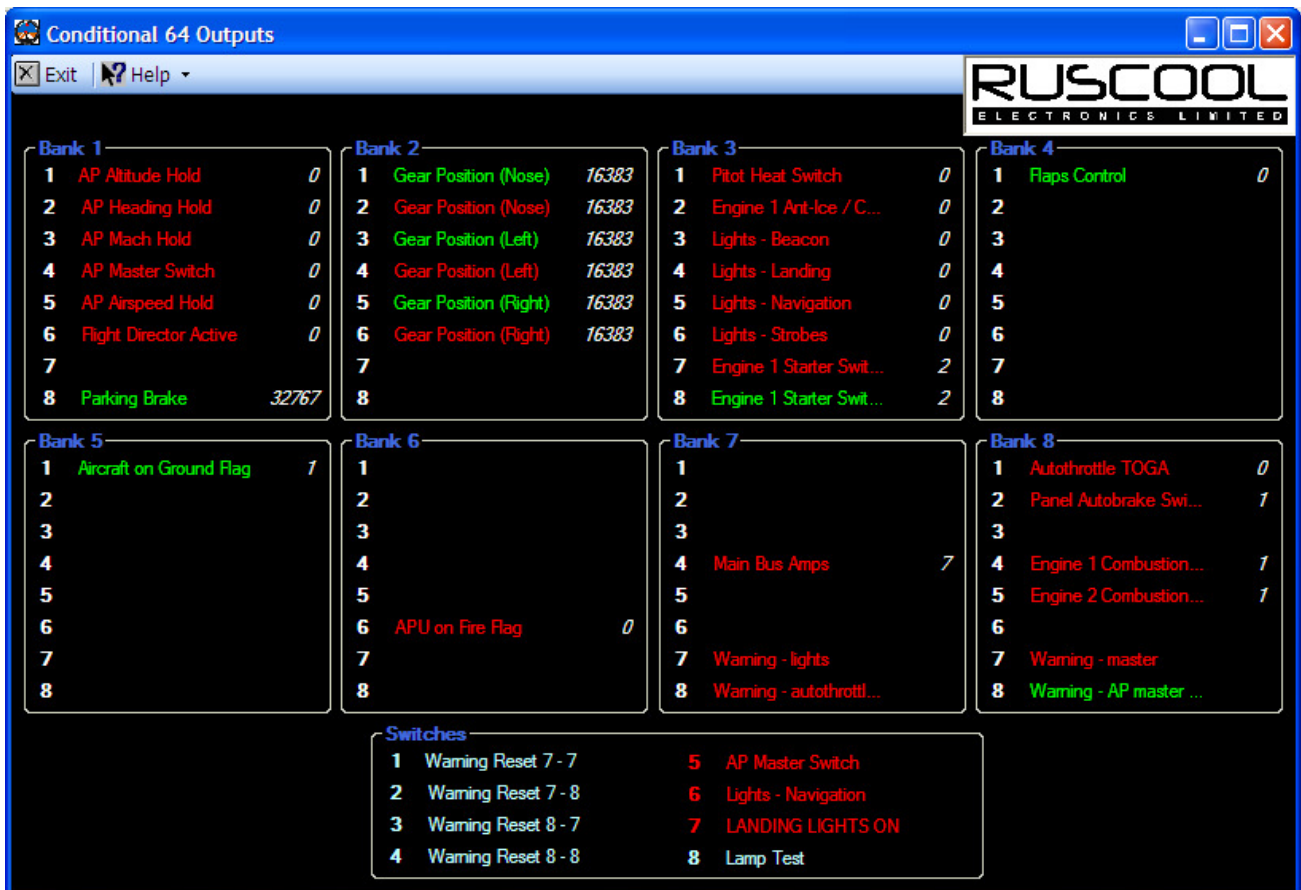 Conditional 64 Outputs
Exit Help
RUSCOOL
ELECTRONICS LIMITED
Bank 1
1 AP Altitude Hold 0
2 AP Heading Hold 0
3 AP Mach Hold 0
4 AP Master Switch 0
5 AP Airspeed Hold 0
6 Flight Director Active 0
7
8 Parking Brake 32767
Bank 2
1 Gear Position (Nose) 16383
2 Gear Position (Nose) 16383
3 Gear Position (Left) 16383
4 Gear Position (Left) 16383
5 Gear Position (Right) 16383
6 Gear Position (Right) 16383
7
8
Bank 3
1 Pitot Heat Switch 0
2 Engine 1 Ant-Ice / C... 0
3 Lights - Beacon 0
4 Lights - Landing 0
5 Lights - Navigation 0
6 Lights - Strobes 0
7 Engine 1 Starter Swit... 2
8 Engine 1 Starter Swit... 2
Bank 4
1 Flaps Control 0
2
3
4
5
6
7
8
Bank 5
1 Aircraft on Ground Flag 1
2
3
4
5
6
7
8
Bank 6
1
2
3
4
5
6 APU on Fire Flag 0
7
8
Bank 7
1
2
3
4 Main Bus Amps 7
5
6
7 Warning - lights
8 Warning - autothrottl...
Bank 8
1 Autothrottle TOGA 0
2 Panel Autobrake Swi... 1
3
4 Engine 1 Combustion... 1
5 Engine 2 Combustion... 1
6
7 Warning - master
8 Warning - AP master ...
Switches
1 Warning Reset 7 - 7
2 Warning Reset 7 - 8
3 Warning Reset 8 - 7
4 Warning Reset 8 - 8
5 AP Master Switch
6 Lights - Navigation
7 LANDING LIGHTS ON
8 Lamp Test